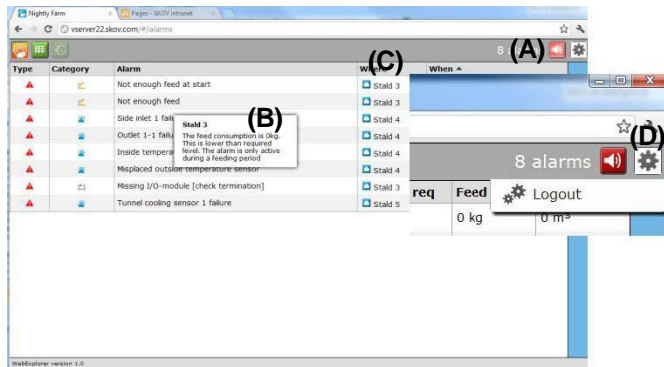 Nightly Farm
Pages - SKOV intranet
vserver22.skov.com/#/alarms
8 (A)
Type Category Alarm (C) When
Not enough feed at start Stald 3
Not enough feed Stald 3
Side inlet 1 Stald 4
Outlet 1-1 Stald 4
Inside Stald 4
Misplaced outside temperature sensor Stald 4
Missing I/O-module [check termination] Stald 3
Tunnel cooling sensor 1 failure Stald 5
(B)
Stald 3
The feed consumption is 0kg.
This is lower than required
level. The alarm is only active
during a feeding period
(D)
8 alarms
req Feed
Logout
0 kg 0 m³
WebExplorer version 1.0